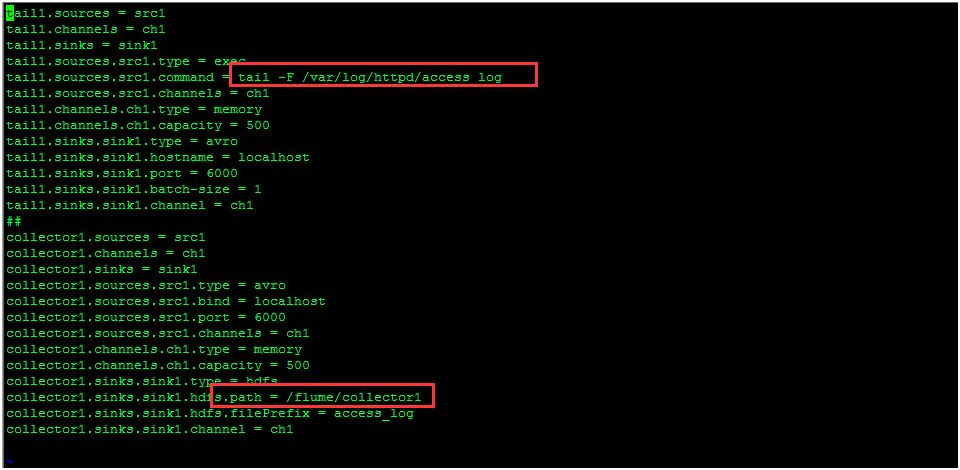 tail1.sources = src1
tail1.channels = ch1
tail1.sinks = sink1
tail1.sources.src1.type = exec
tail1.sources.src1.command = tail -F /var/log/httpd/access_log
tail1.sources.src1.channels = ch1
tail1.channels.ch1.type = memory
tail1.channels.ch1.capacity = 500
tail1.sinks.sink1.type = avro
tail1.sinks.sink1.hostname = localhost
tail1.sinks.sink1.port = 6000
tail1.sinks.sink1.batch-size = 1
tail1.sinks.sink1.channel = ch1
##
collector1.sources = src1
collector1.channels = ch1
collector1.sinks = sink1
collector1.sources.src1.type = avro
collector1.sources.src1.bind = localhost
collector1.sources.src1.port = 6000
collector1.sources.src1.channels = ch1
collector1.channels.ch1.type = memory
collector1.channels.ch1.capacity = 500
collector1.sinks.sink1.type = hdfs
collector1.sinks.sink1.hdfs.path = /flume/collector1
collector1.sinks.sink1.hdfs.filePrefix = access_log
collector1.sinks.sink1.channel = ch1
~